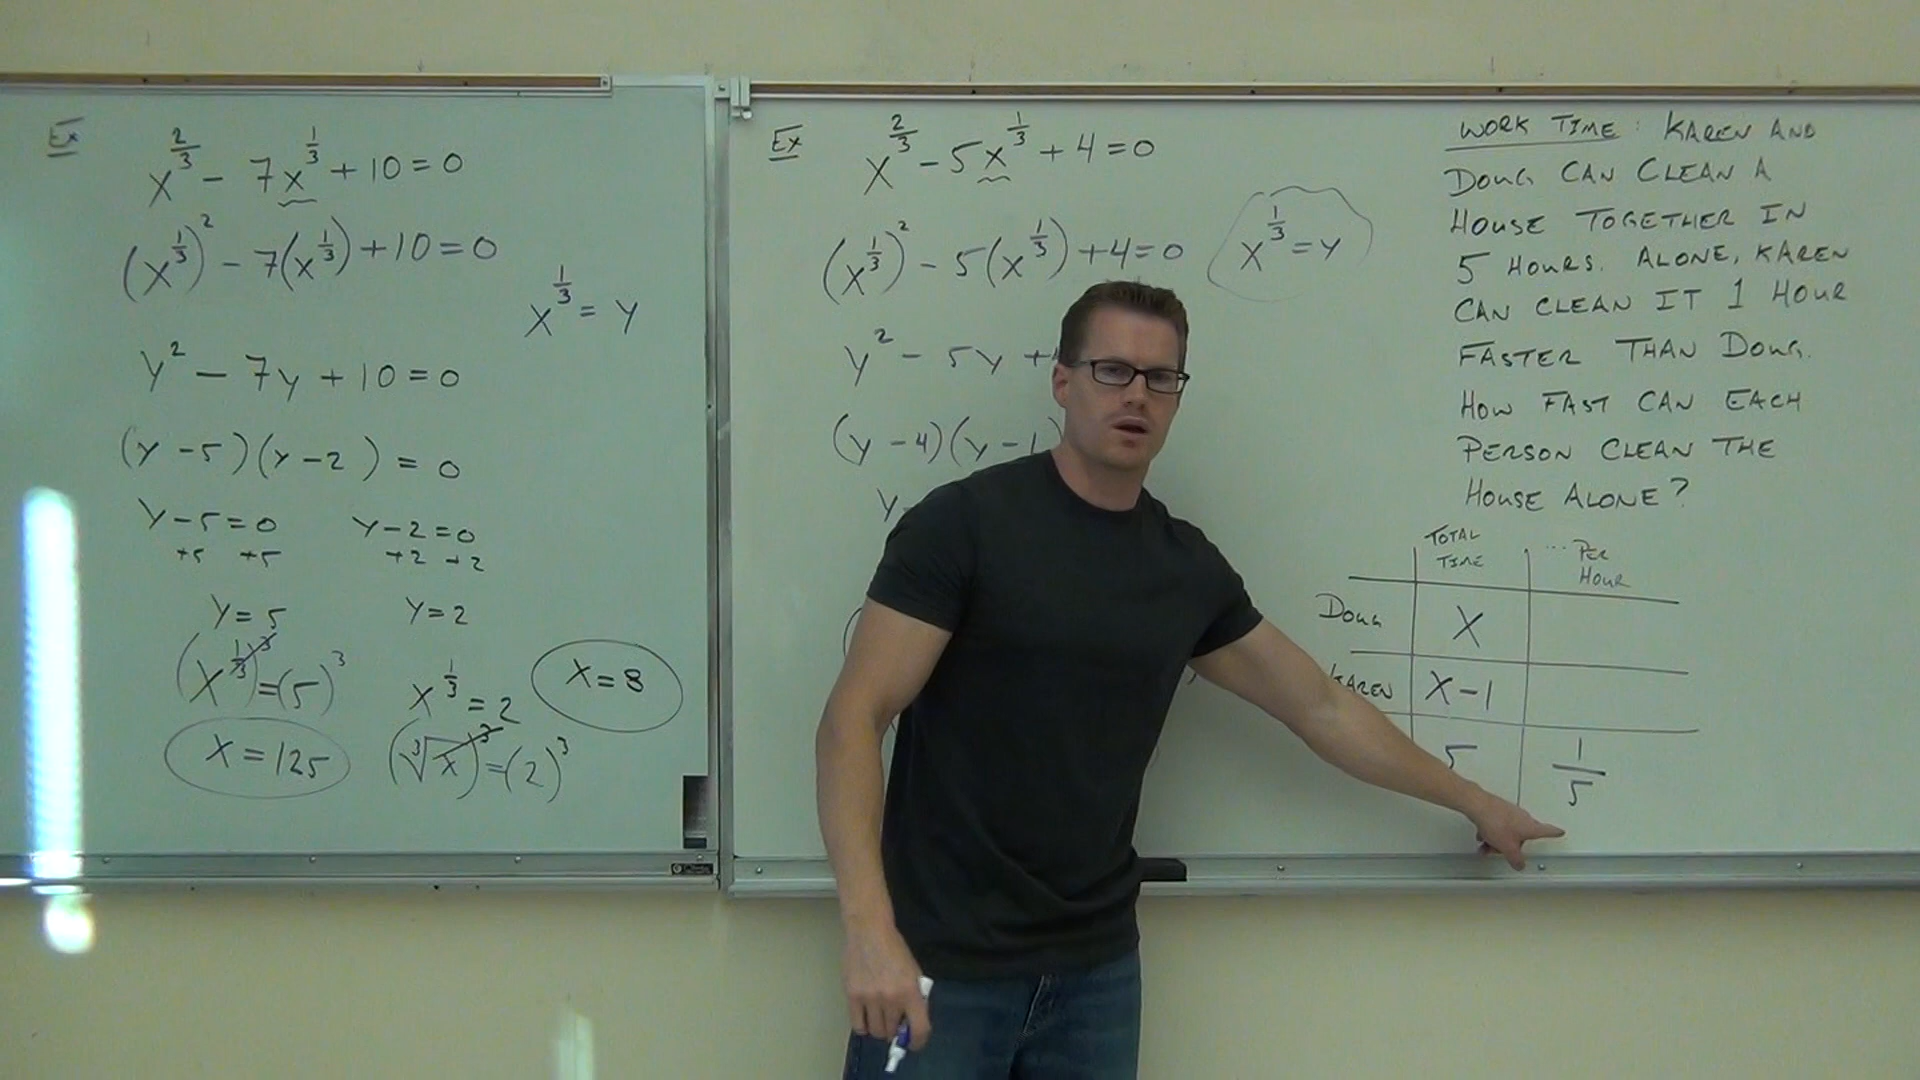 Ex
x^{2/3} - 7x^{1/3} + 10 = 0
(x^{1/3})^2 - 7(x^{1/3}) + 10 = 0
x^{1/3} = y
y^2 - 7y + 10 = 0
(y - 5)(y - 2) = 0
y - 5 = 0 y - 2 = 0
+5 +5 +2 +2
y = 5 y = 2
(x^{1/3})^3 = (5)^3 x^{1/3} = 2 x = 8
x = 125 (∛x)^3 = (2)^3
Ex
x^{2/3} - 5x^{1/3} + 4 = 0
(x^{1/3})^2 - 5(x^{1/3}) + 4 = 0
x^{1/3} = y
y^2 - 5y +
(y - 4)(y - 1)
y -
WORK TIME: KAREN AND
DOUG CAN CLEAN A
HOUSE TOGETHER IN
5 HOURS. ALONE, KAREN
CAN CLEAN IT 1 HOUR
FASTER THAN DOUG.
HOW FAST CAN EACH
PERSON CLEAN THE
HOUSE ALONE?
TOTAL TIME ... PER HOUR
DOUG X
KAREN X-1
5 1/5